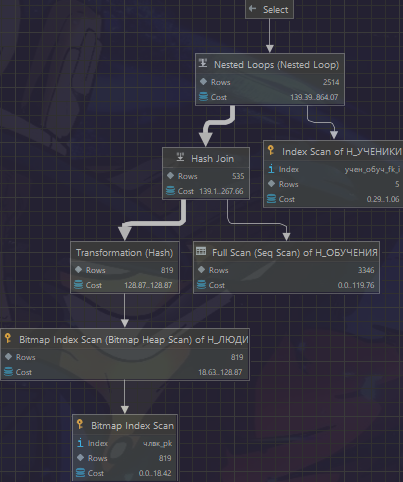 Select
Nested Loops (Nested Loop)
Rows 2514
Cost 139.39..864.07
Hash Join
Rows 535
Cost 139.1..267.66
Index Scan of Н_УЧЕНИКИ
Index учен_обуч_fk_i
Rows 5
Cost 0.29..1.06
Transformation (Hash)
Rows 819
Cost 128.87..128.87
Full Scan (Seq Scan) of Н_ОБУЧЕНИЯ
Rows 3346
Cost 0.0..119.76
Bitmap Index Scan (Bitmap Heap Scan) of Н_ЛЮДИ
Rows 819
Cost 18.63..128.87
Bitmap Index Scan
Index члвк_pk
Rows 819
Cost 0.0..18.42